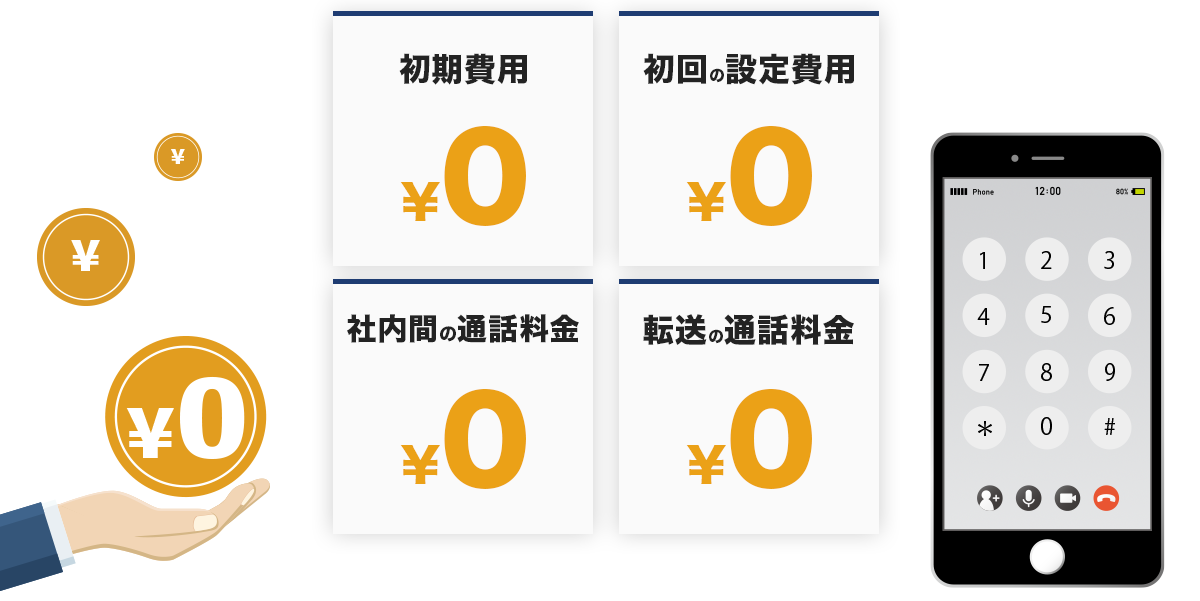 ¥
¥
¥0
初期費用
¥0
初回の設定費用
¥0
社内間の通話料金
¥0
転送の通話料金
¥0
Phone 12:00 80%
1 2 3
4 5 6
7 8 9
* 0 #